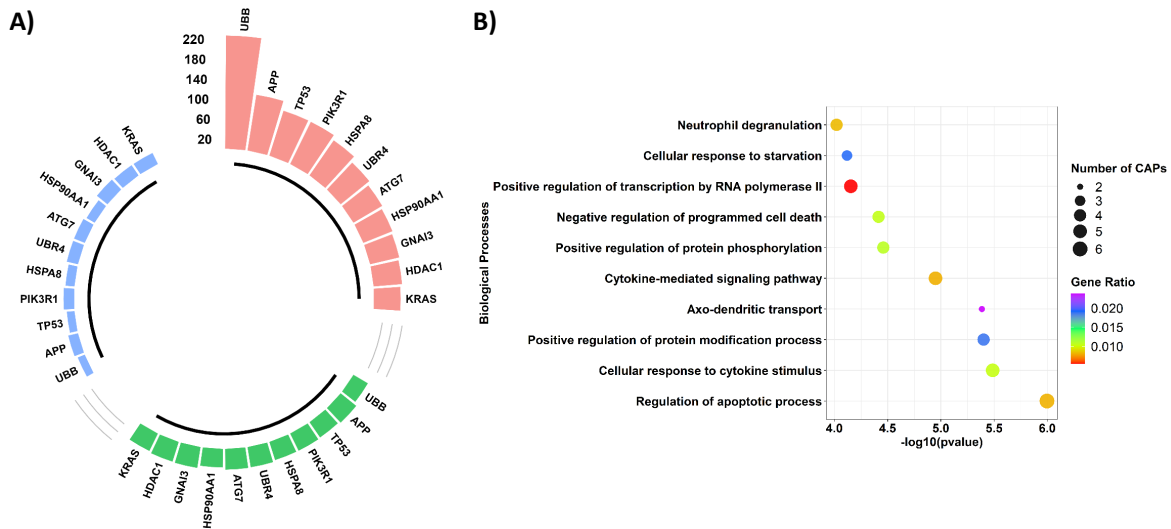 A)
B)
UBB
APP
TP53
PIK3R1
HSPA8
UBR4
ATG7
HSP90AA1
GNAI3
HDAC1
KRAS
220
180
140
100
60
20
UBB
APP
TP53
PIK3R1
HSPA8
UBR4
ATG7
HSP90AA1
GNAI3
HDAC1
KRAS
UBB
APP
TP53
PIK3R1
HSPA8
UBR4
ATG7
HSP90AA1
GNAI3
HDAC1
KRAS
Biological Processes
Neutrophil degranulation
Cellular response to starvation
Positive regulation of transcription by RNA polymerase II
Negative regulation of programmed cell death
Positive regulation of protein phosphorylation
Cytokine-mediated signaling pathway
Axo-dendritic transport
Positive regulation of protein modification process
Cellular response to cytokine stimulus
Regulation of apoptotic process
4.0 4.5 5.0 5.5 6.0
-log10(pvalue)
Number of CAPs
2
3
4
5
6
Gene Ratio
0.020
0.015
0.010